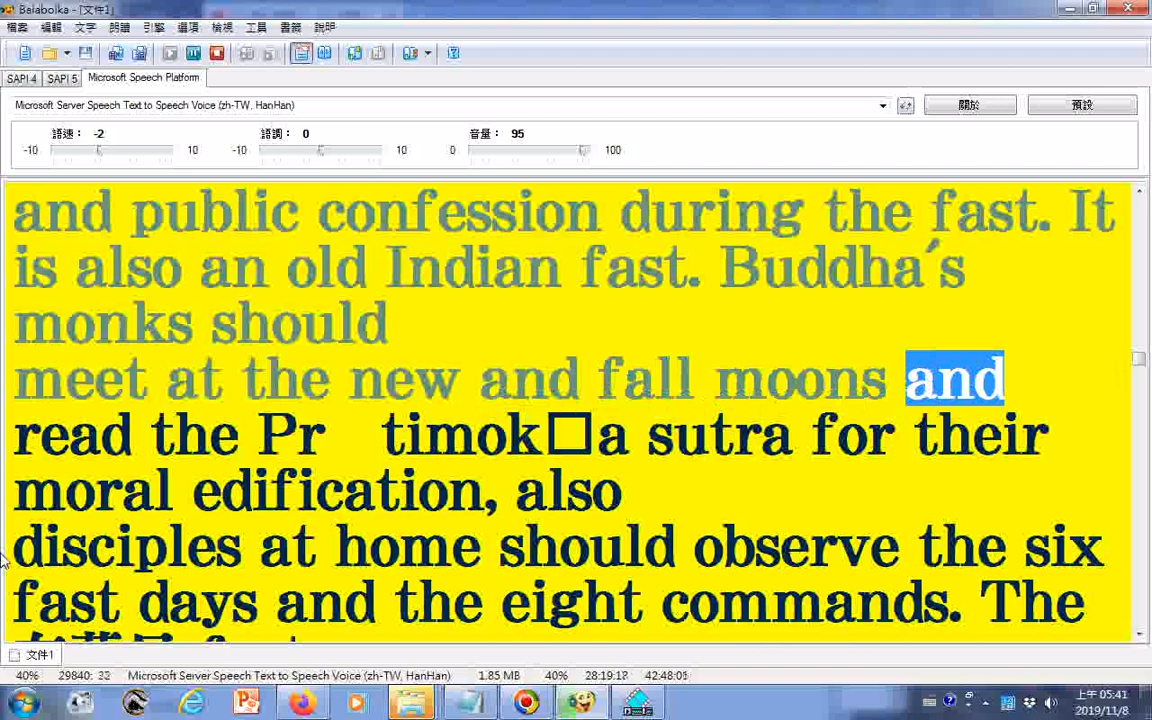 Balabolka - [文件1]
檔案 編輯 文字 朗讀 引擎 選項 檢視 工具 書籤 說明
SAPI 4 SAPI 5 Microsoft Speech Platform
Microsoft Server Speech Text to Speech Voice (zh-TW, HanHan) 關於 預設
語速： -2 語調： 0 音量： 95
-10 10 -10 10 0 100
and public confession during the fast. It
is also an old Indian fast. Buddha´s
monks should
meet at the new and fall moons and
read the Pr　timok□a sutra for their
moral edification, also
disciples at home should observe the six
fast days and the eight commands. The
文件1
40% 29840: 33 Microsoft Server Speech Text to Speech Voice (zh-TW, HanHan) 1.85 MB 40% 28:19:18 42:48:05
上午 05:41
2019/11/8